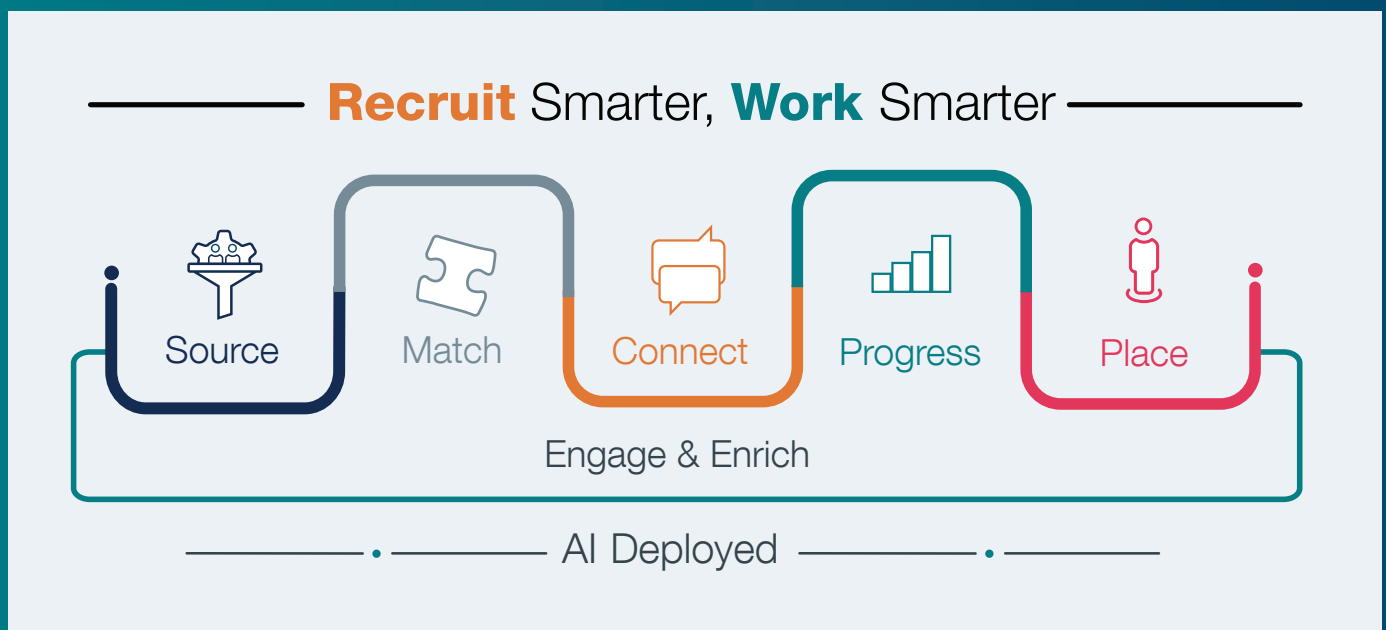 Recruit Smarter, Work Smarter
Source
Match
Connect
Progress
Place
Engage & Enrich
AI Deployed